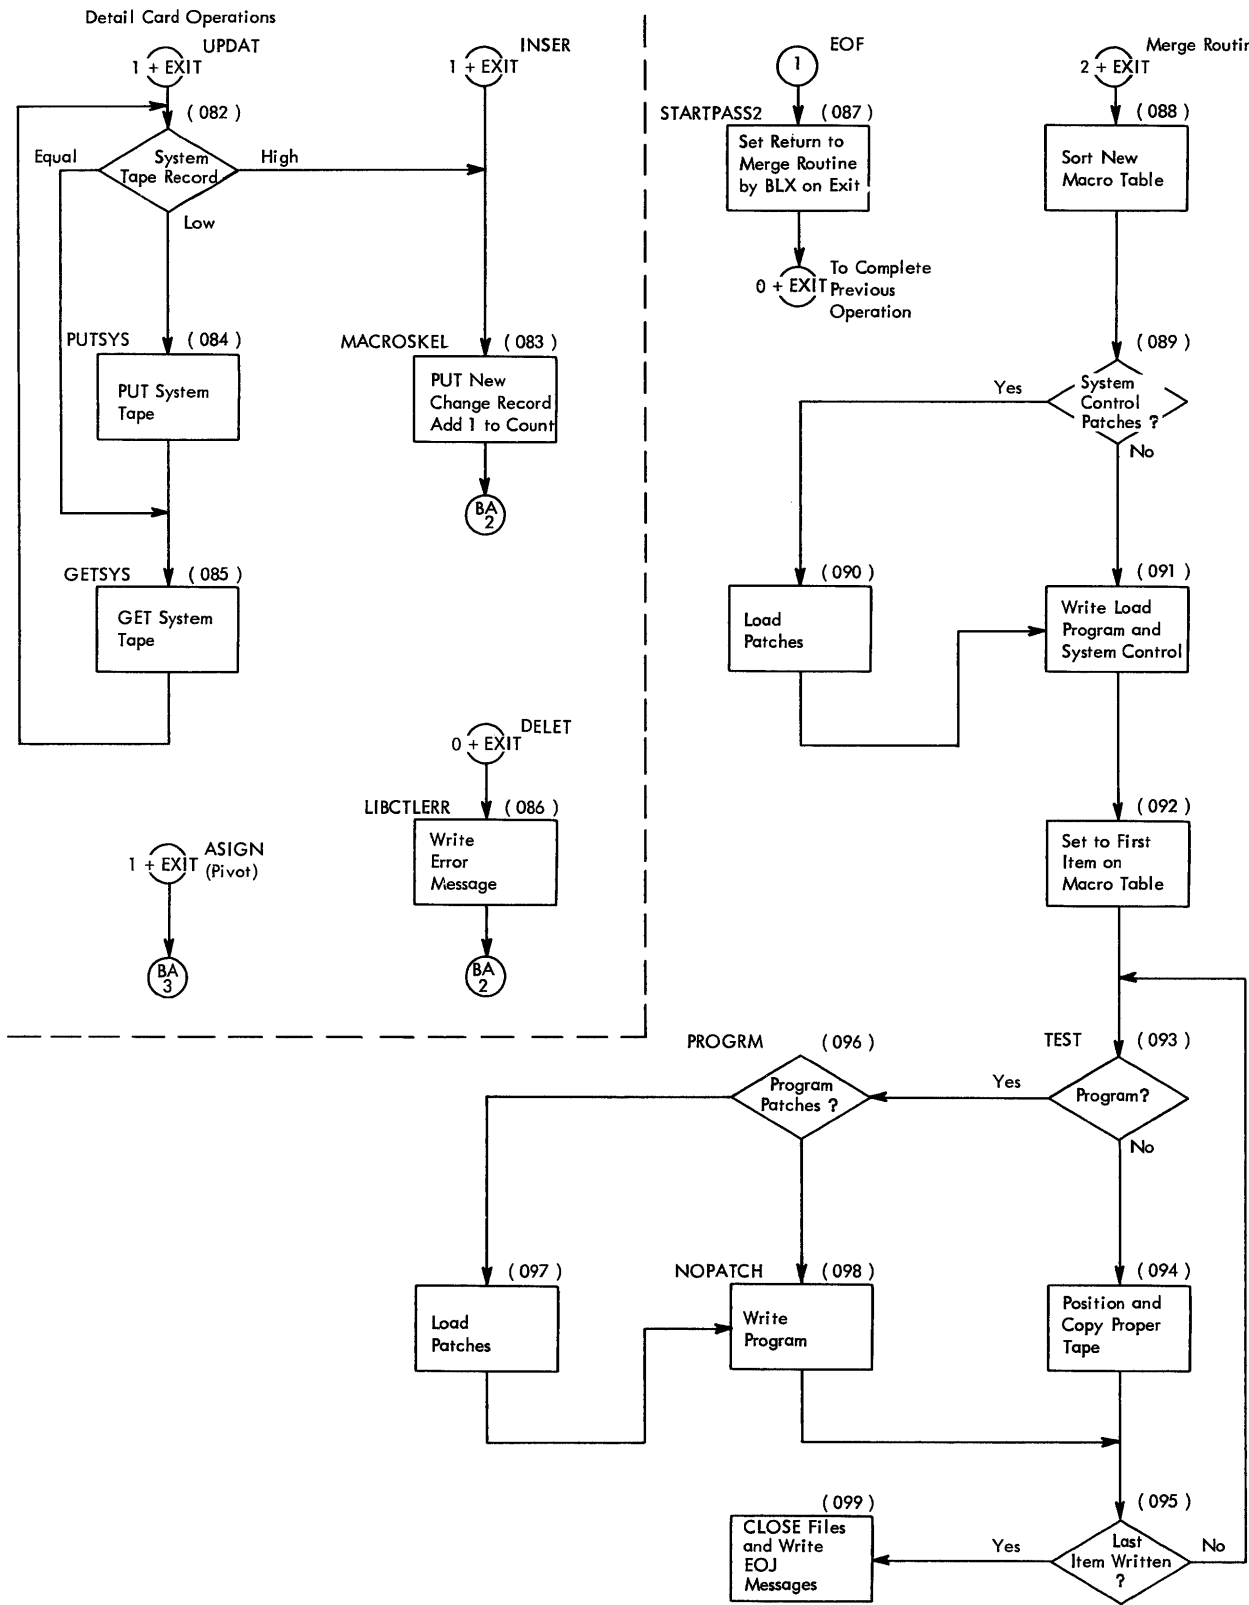 Detail Card Operations
UPDAT
1 + EXIT
( 082 )
Equal
System
Tape Record
High
Low
PUTSYS
( 084 )
PUT System
Tape
GETSYS
( 085 )
GET System
Tape
INSER
1 + EXIT
MACROSKEL
( 083 )
PUT New
Change Record
Add 1 to Count
BA
2
DELET
0 + EXIT
LIBCTLERR
( 086 )
Write
Error
Message
BA
2
ASIGN
(Pivot)
1 + EXIT
BA
3
EOF
1
STARTPASS2
( 087 )
Set Return to
Merge Routine
by BLX on Exit
0 + EXIT
To Complete
Previous
Operation
Merge Routin
2 + EXIT
( 088 )
Sort New
Macro Table
( 089 )
Yes
System
Control
Patches ?
No
( 090 )
Load
Patches
( 091 )
Write Load
Program and
System Control
( 092 )
Set to First
Item on
Macro Table
TEST
( 093 )
Program?
Yes
No
PROGRM
( 096 )
Program
Patches ?
( 097 )
Load
Patches
NOPATCH
( 098 )
Write
Program
( 094 )
Position and
Copy Proper
Tape
( 095 )
Last
Item Written
?
Yes
No
( 099 )
CLOSE Files
and Write
EOJ
Messages